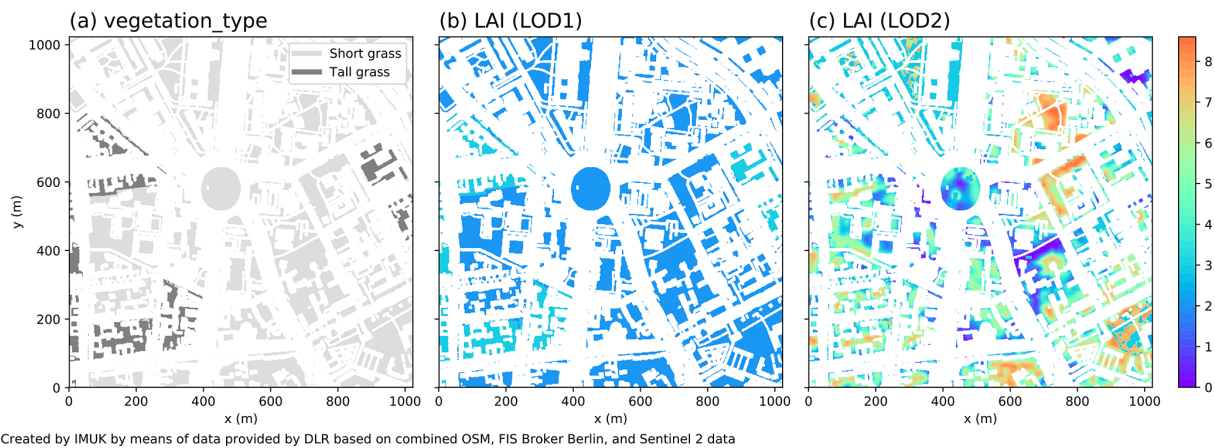 (a) vegetation_type
(b) LAI (LOD1)
(c) LAI (LOD2)
Short grass
Tall grass
1000
800
600
400
200
0
y (m)
0 200 400 600 800 1000
x (m)
0 200 400 600 800 1000
x (m)
0 200 400 600 800 1000
x (m)
8
7
6
5
4
3
2
1
0
Created by IMUK by means of data provided by DLR based on combined OSM, FIS Broker Berlin, and Sentinel 2 data